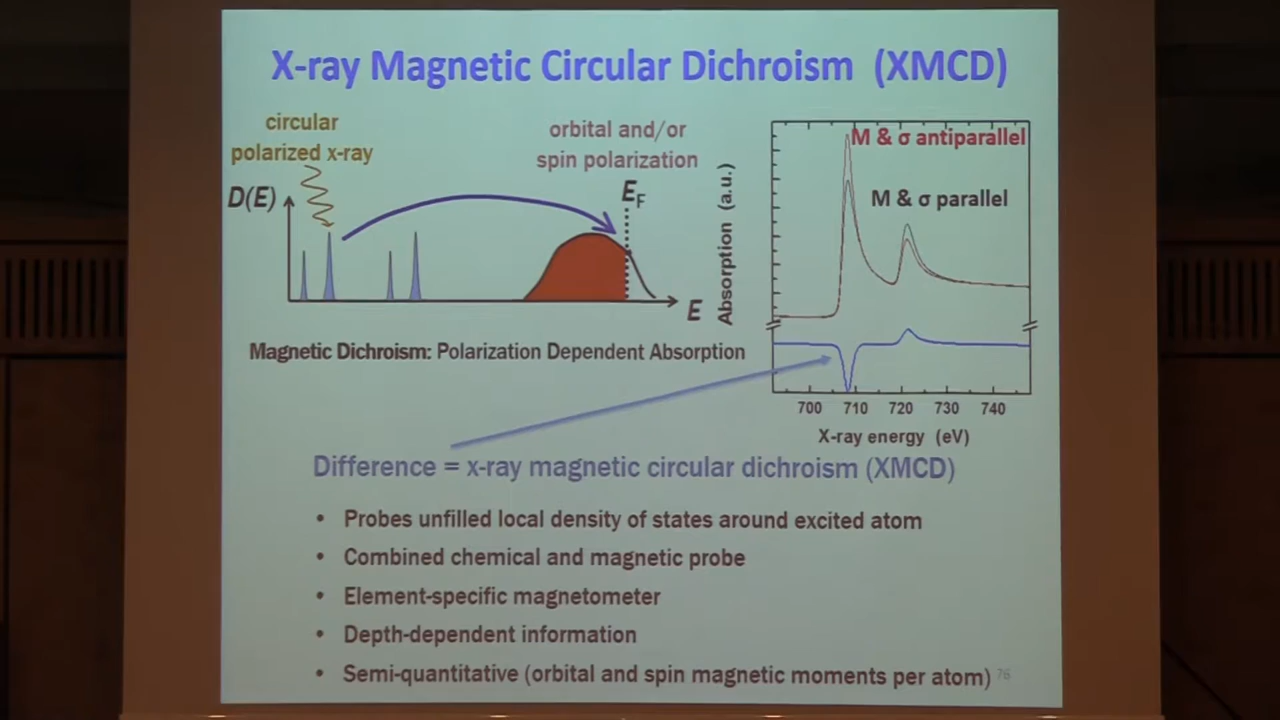 X-ray Magnetic Circular Dichroism (XMCD)
circular
polarized x-ray
orbital and/or
spin polarization
D(E)
EF
E
Magnetic Dichroism: Polarization Dependent Absorption
Absorption (a.u.)
M & σ antiparallel
M & σ parallel
700 710 720 730 740
X-ray energy (eV)
Difference = x-ray magnetic circular dichroism (XMCD)
• Probes unfilled local density of states around excited atom
• Combined chemical and magnetic probe
• Element-specific magnetometer
• Depth-dependent information
• Semi-quantitative (orbital and spin magnetic moments per atom)
76